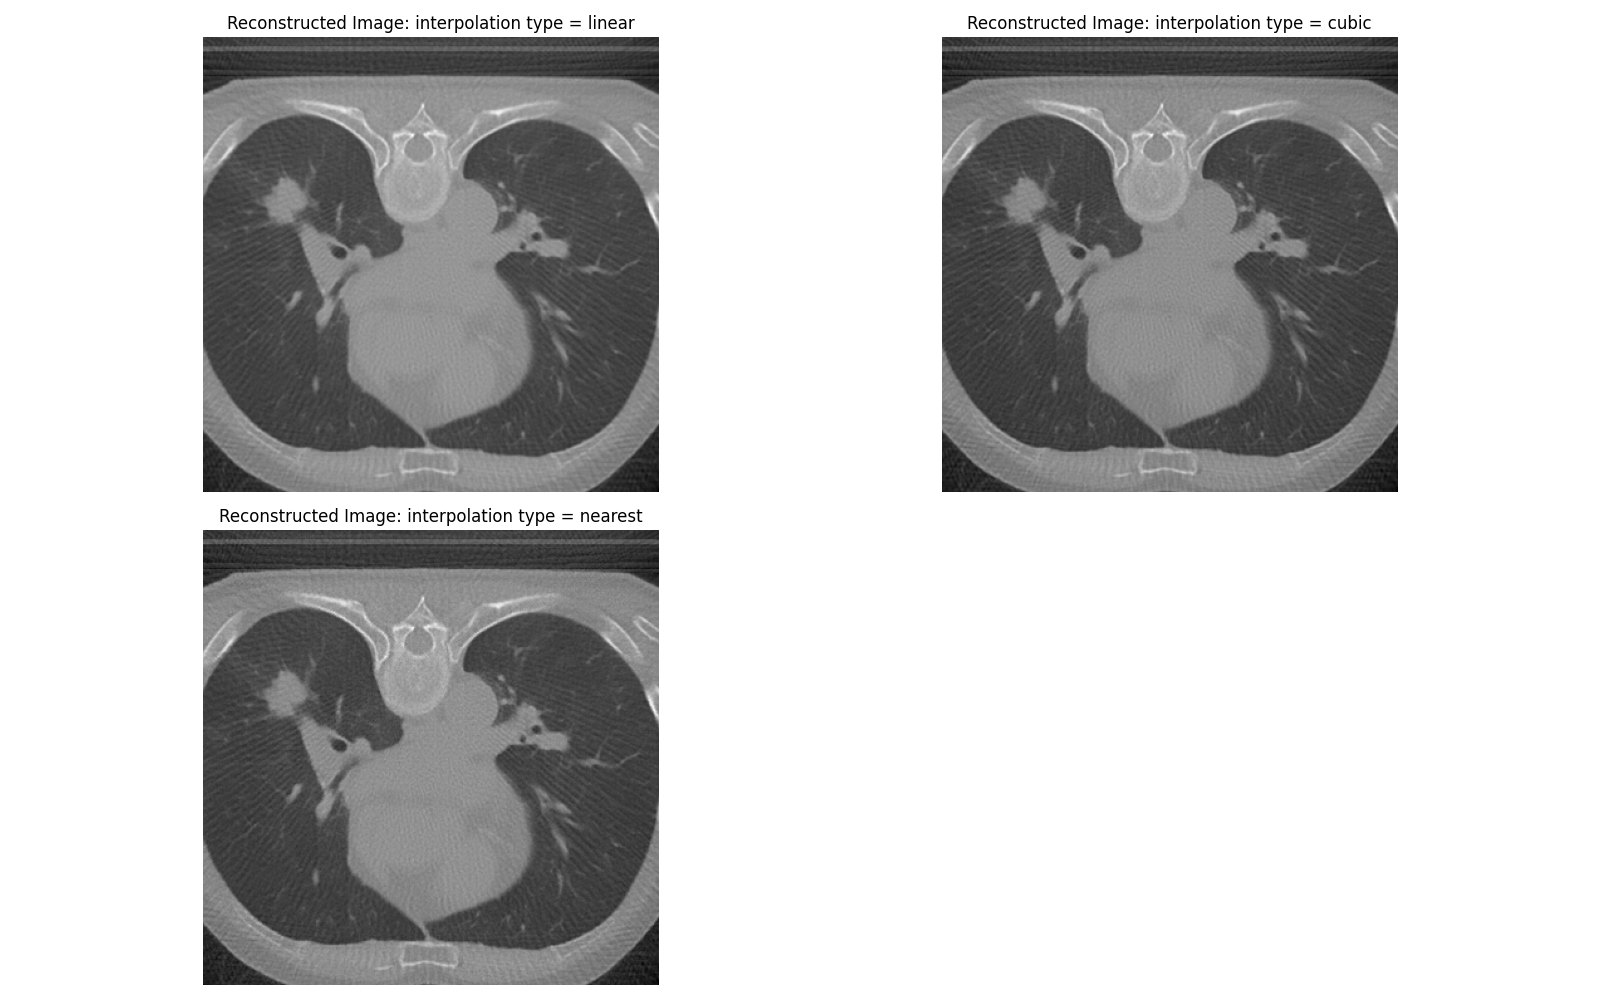 Reconstructed Image: interpolation type = linear
Reconstructed Image: interpolation type = cubic
Reconstructed Image: interpolation type = nearest